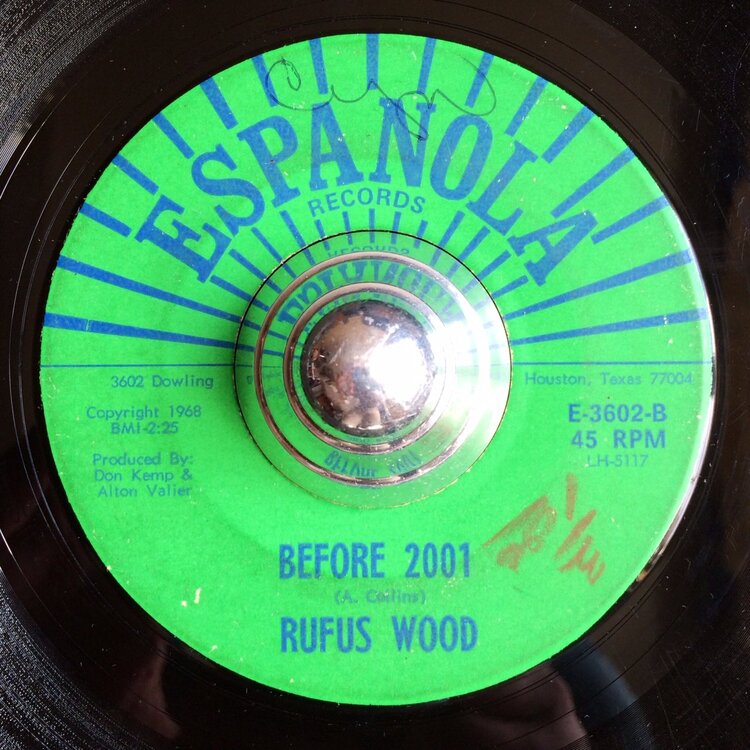 ESPANOLA
RECORDS
3602 Dowling
Houston, Texas 77004
Copyright 1968
BMI-2:25
Produced By:
Don Kemp &
Alton Valier
E-3602-B
45 RPM
LH-5117
BEFORE 2001
(A. Collins)
RUFUS WOOD